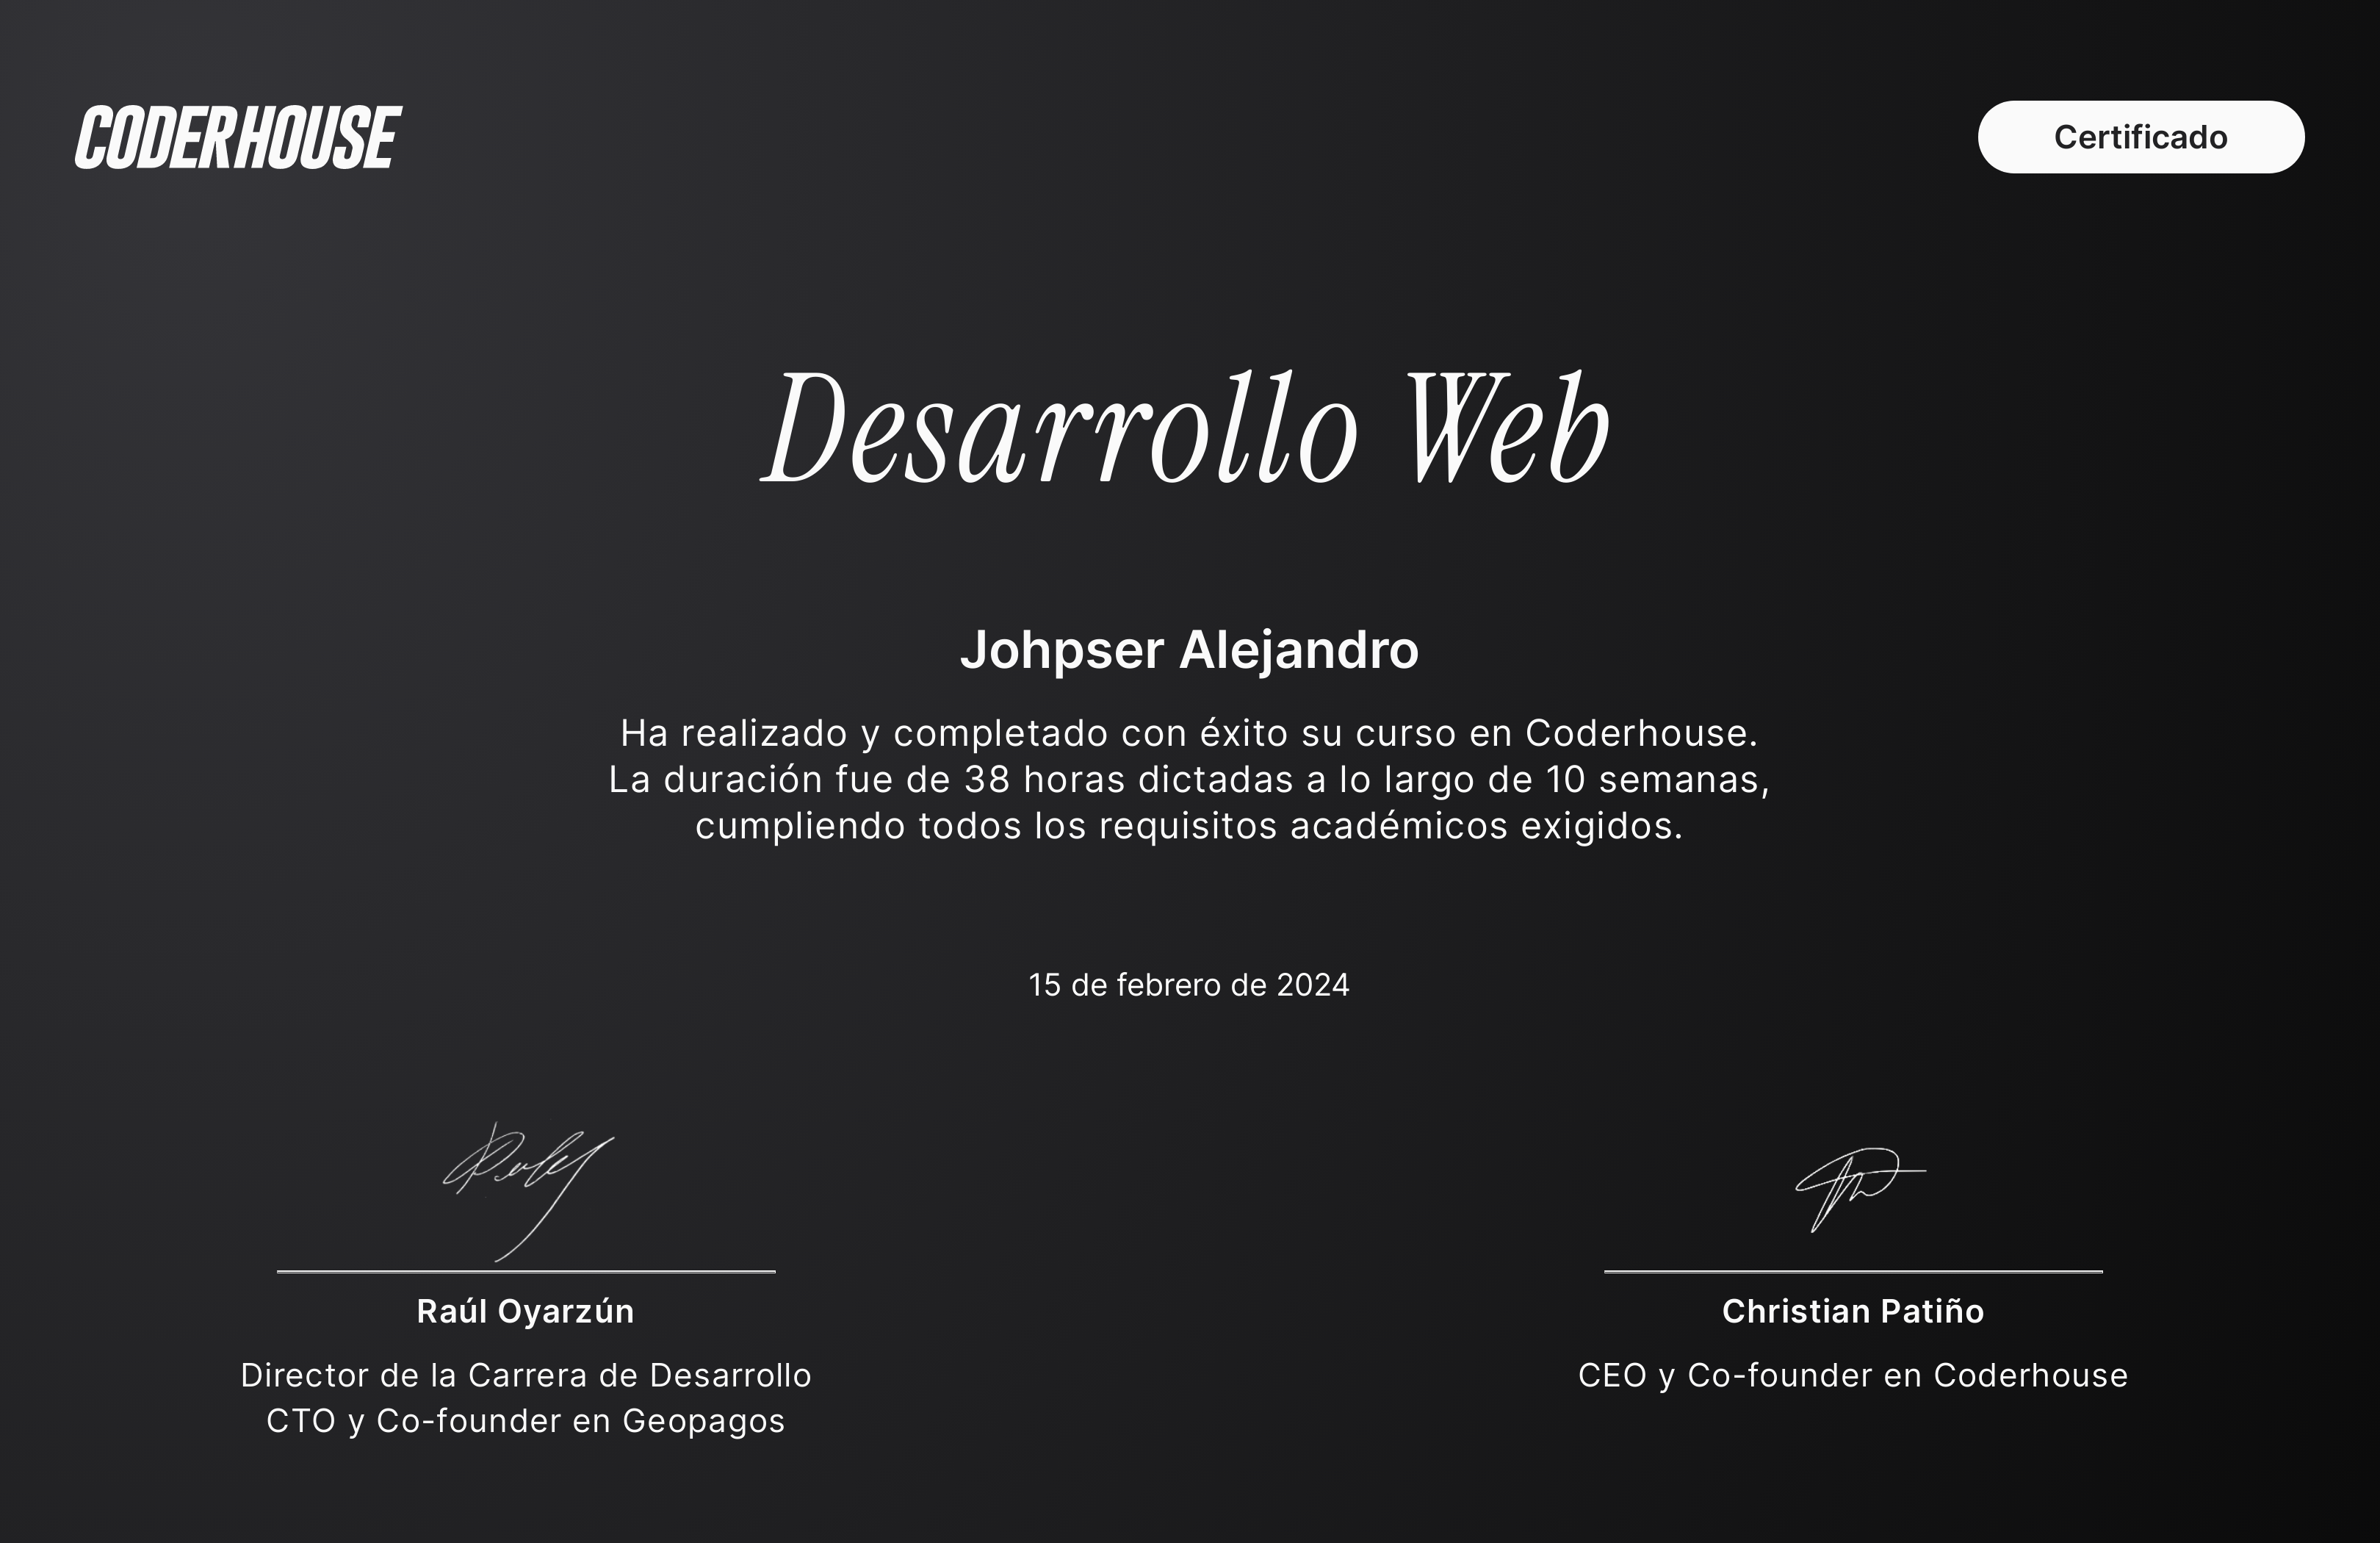 CODERHOUSE
Certificado
Desarrollo Web
Johpser Alejandro
Ha realizado y completado con éxito su curso en Coderhouse.
La duración fue de 38 horas dictadas a lo largo de 10 semanas,
cumpliendo todos los requisitos académicos exigidos.
15 de febrero de 2024
Raúl Oyarzún
Director de la Carrera de Desarrollo
CTO y Co-founder en Geopagos
Christian Patiño
CEO y Co-founder en Coderhouse